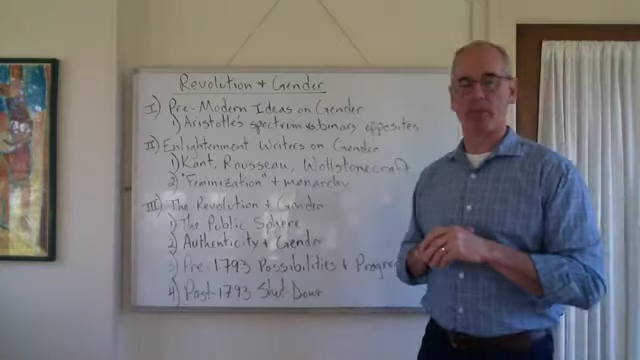 Revolution + Gender
I) Pre-Modern Ideas on Gender
1) Aristotle's spectrum vs binary opposites
II) Enlightenment Writers on Gender
1) Kant, Rousseau, Wollstonecraft
2) "Feminization" + monarchy
III) The Revolution + Gender
1) The Public Sphere
2) Authenticity + Gender
3) Pre-1793 Possibilities +
4) Post-1793 Shut Down